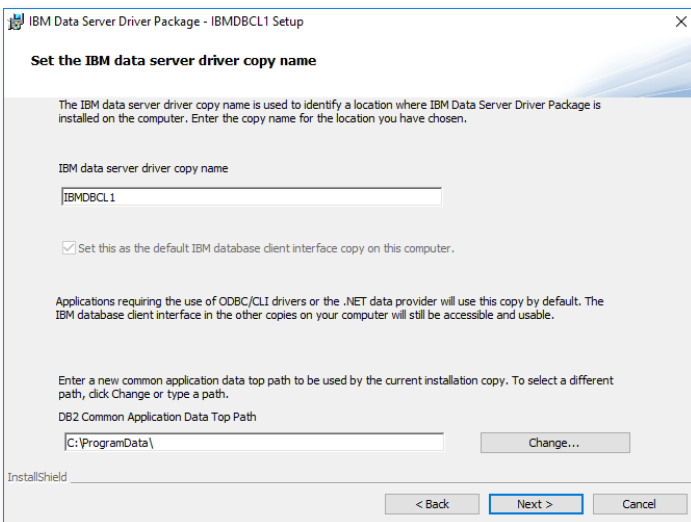 IBM Data Server Driver Package - IBMDBCL1 Setup
Set the IBM data server driver copy name
The IBM data server driver copy name is used to identify a location where IBM Data Server Driver Package is
installed on the computer. Enter the copy name for the location you have chosen.
IBM data server driver copy name
IBMDBCL1
Set this as the default IBM database client interface copy on this computer.
Applications requiring the use of ODBC/CLI drivers or the .NET data provider will use this copy by default. The
IBM database client interface in the other copies on your computer will still be accessible and usable.
Enter a new common application data top path to be used by the current installation copy. To select a different
path, click Change or type a path.
DB2 Common Application Data Top Path
C:\ProgramData\
Change...
InstallShield
< Back
Next >
Cancel